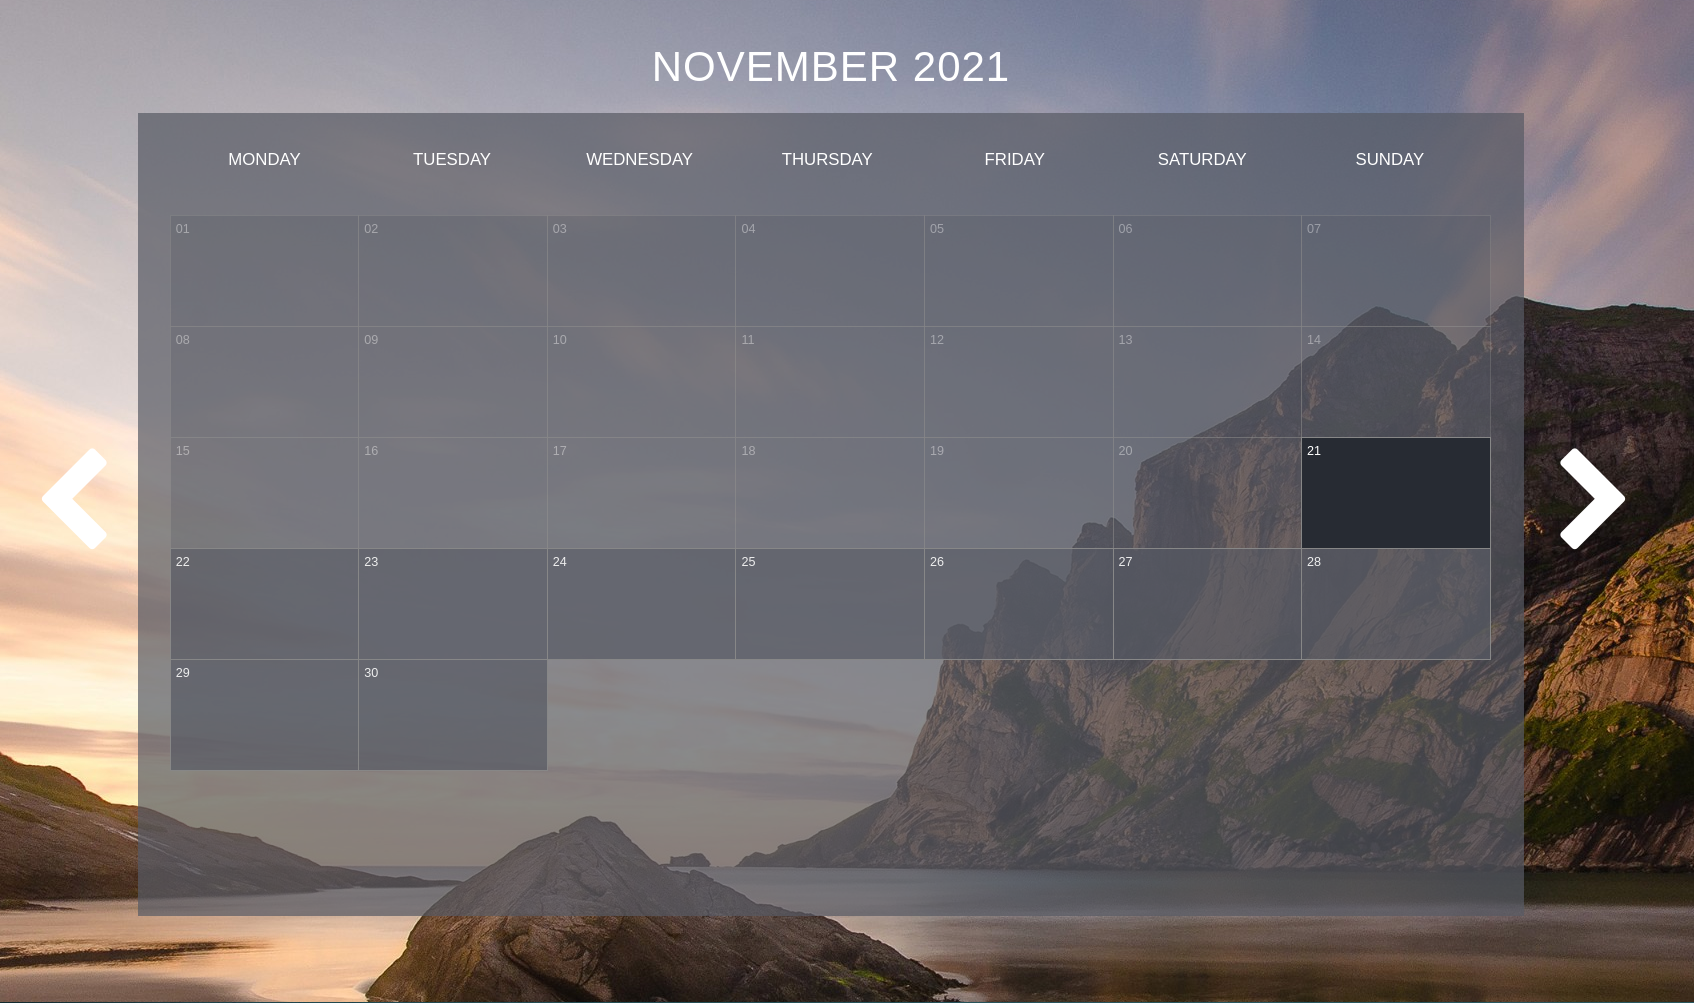 NOVEMBER 2021
MONDAY TUESDAY WEDNESDAY THURSDAY FRIDAY SATURDAY SUNDAY
01 02 03 04 05 06 07
08 09 10 11 12 13 14
15 16 17 18 19 20 21
22 23 24 25 26 27 28
29 30